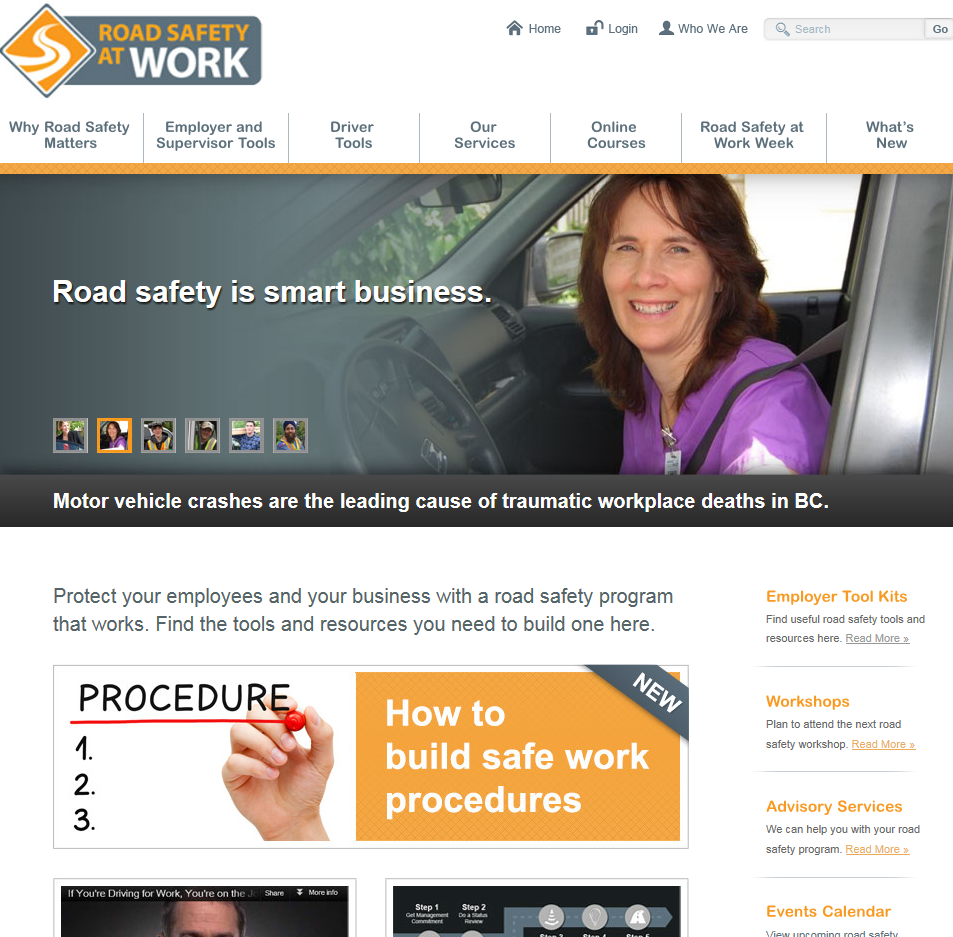 ROAD SAFETY
AT WORK
Home
Login
Who We Are
Search
Go
Why Road Safety
Matters
Employer and
Supervisor Tools
Driver
Tools
Our
Services
Online
Courses
Road Safety at
Work Week
What's
New
Road safety is smart business.
Motor vehicle crashes are the leading cause of traumatic workplace deaths in BC.
Protect your employees and your business with a road safety program
that works. Find the tools and resources you need to build one here.
PROCEDURE
1.
2.
3.
How to
build safe work
procedures
NEW
Employer Tool Kits
Find useful road safety tools and
resources here. Read More »
Workshops
Plan to attend the next road
safety workshop. Read More »
Advisory Services
We can help you with your road
safety program. Read More »
Events Calendar
View upcoming road safety
If You're Driving for Work, You're on the
Share
More info
Step 1
Get Management
Commitment
Step 2
Do a Status
Review
Step 3
Step 4
Step 5